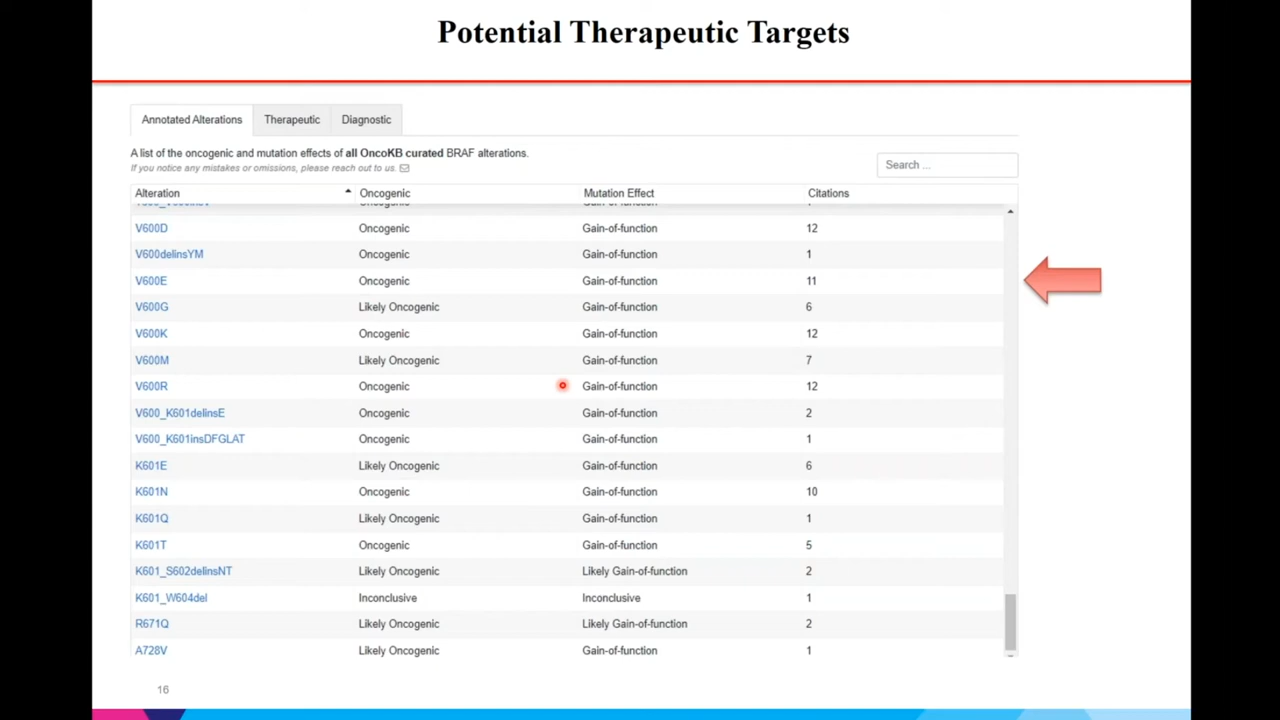 Potential Therapeutic Targets
Annotated Alterations Therapeutic Diagnostic
A list of the oncogenic and mutation effects of all OncoKB curated BRAF alterations.
If you notice any mistakes or omissions, please reach out to us.
Search ...
Alteration Oncogenic Mutation Effect Citations
V600D Oncogenic Gain-of-function 12
V600delinsYM Oncogenic Gain-of-function 1
V600E Oncogenic Gain-of-function 11
V600G Likely Oncogenic Gain-of-function 6
V600K Oncogenic Gain-of-function 12
V600M Likely Oncogenic Gain-of-function 7
V600R Oncogenic Gain-of-function 12
V600_K601delinsE Oncogenic Gain-of-function 2
V600_K601insDFGLAT Oncogenic Gain-of-function 1
K601E Likely Oncogenic Gain-of-function 6
K601N Oncogenic Gain-of-function 10
K601Q Likely Oncogenic Gain-of-function 1
K601T Oncogenic Gain-of-function 5
K601_S602delinsNT Likely Oncogenic Likely Gain-of-function 2
K601_W604del Inconclusive Inconclusive 1
R671Q Likely Oncogenic Likely Gain-of-function 2
A728V Likely Oncogenic Gain-of-function 1
16